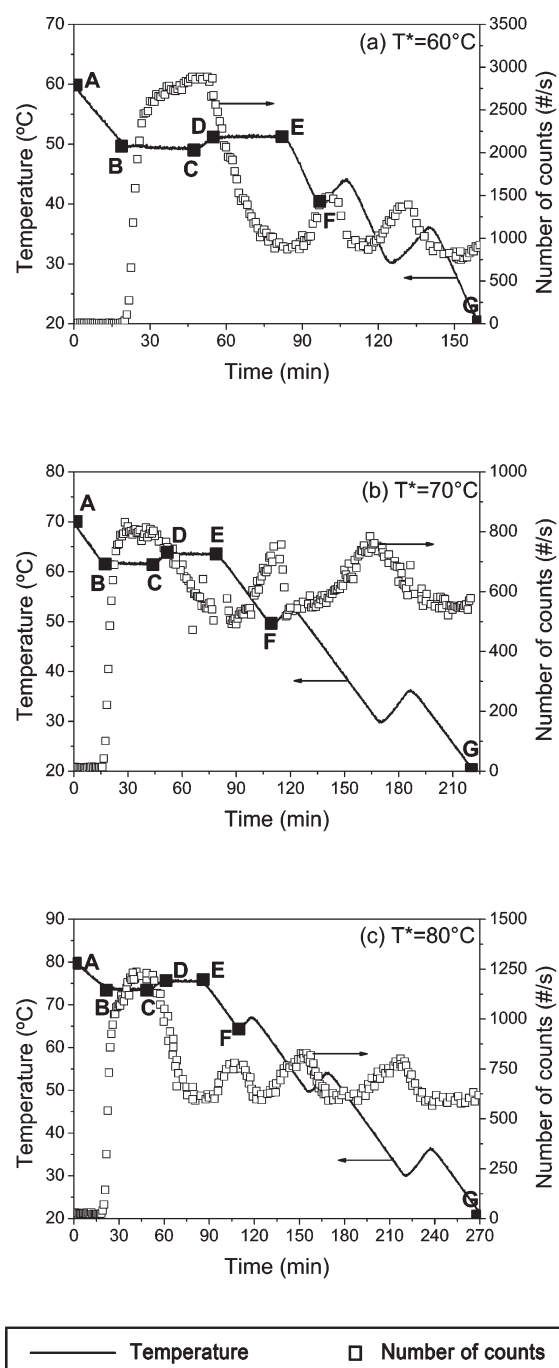 (a) T*=60°C
Temperature (ºC)
70
60
50
40
30
20
3500
3000
2500
2000
1500
1000
500
0
Number of counts (#/s)
A
B
C
D
E
F
G
0 30 60 90 120 150
Time (min)
(b) T*=70°C
Temperature (ºC)
80
70
60
50
40
30
20
1000
800
600
400
200
0
Number of counts (#/s)
A
B
C
D
E
F
G
0 30 60 90 120 150 180 210
Time (min)
(c) T*=80°C
Temperature (ºC)
90
80
70
60
50
40
30
20
1500
1250
1000
750
500
250
0
Number of counts (#/s)
A
B
C
D
E
F
G
0 30 60 90 120 150 180 210 240 270
Time (min)
Temperature Number of counts